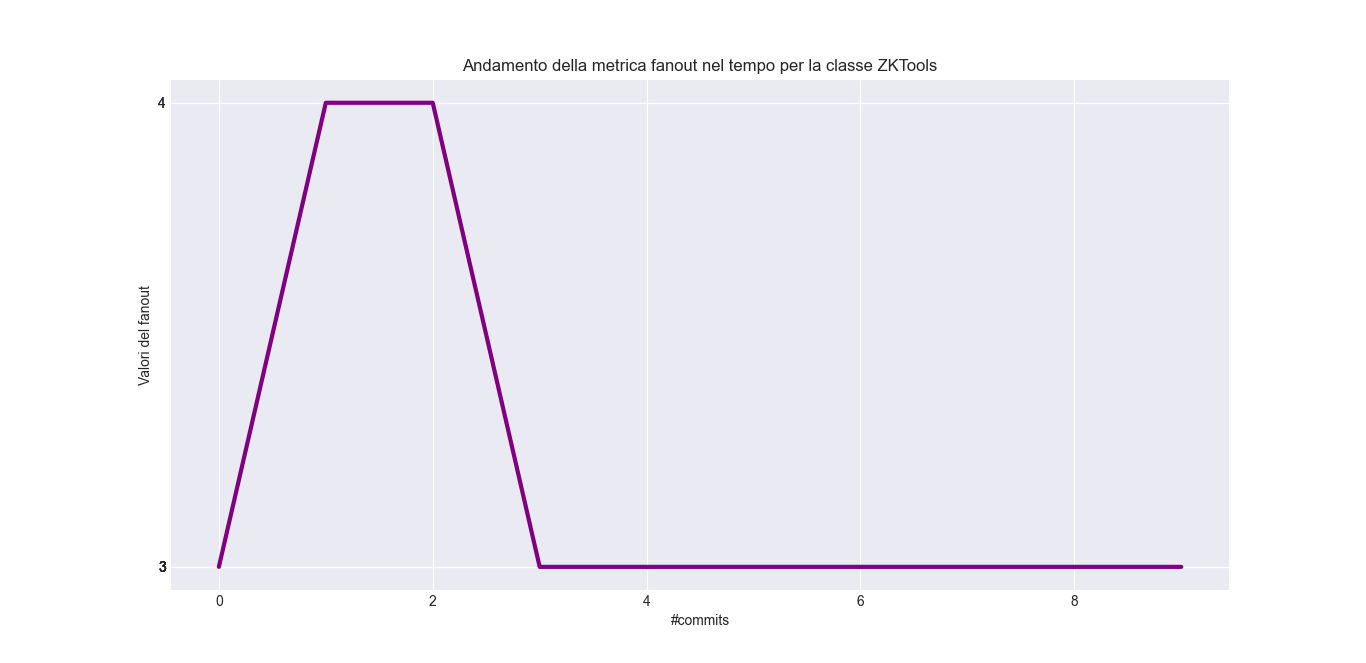 Andamento della metrica fanout nel tempo per la classe ZKTools
4
Valori del fanout
3
0 2 4 6 8
#commits